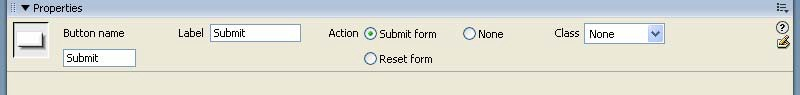 Properties
Button name Label Submit Action Submit form None Class None
Submit Reset form